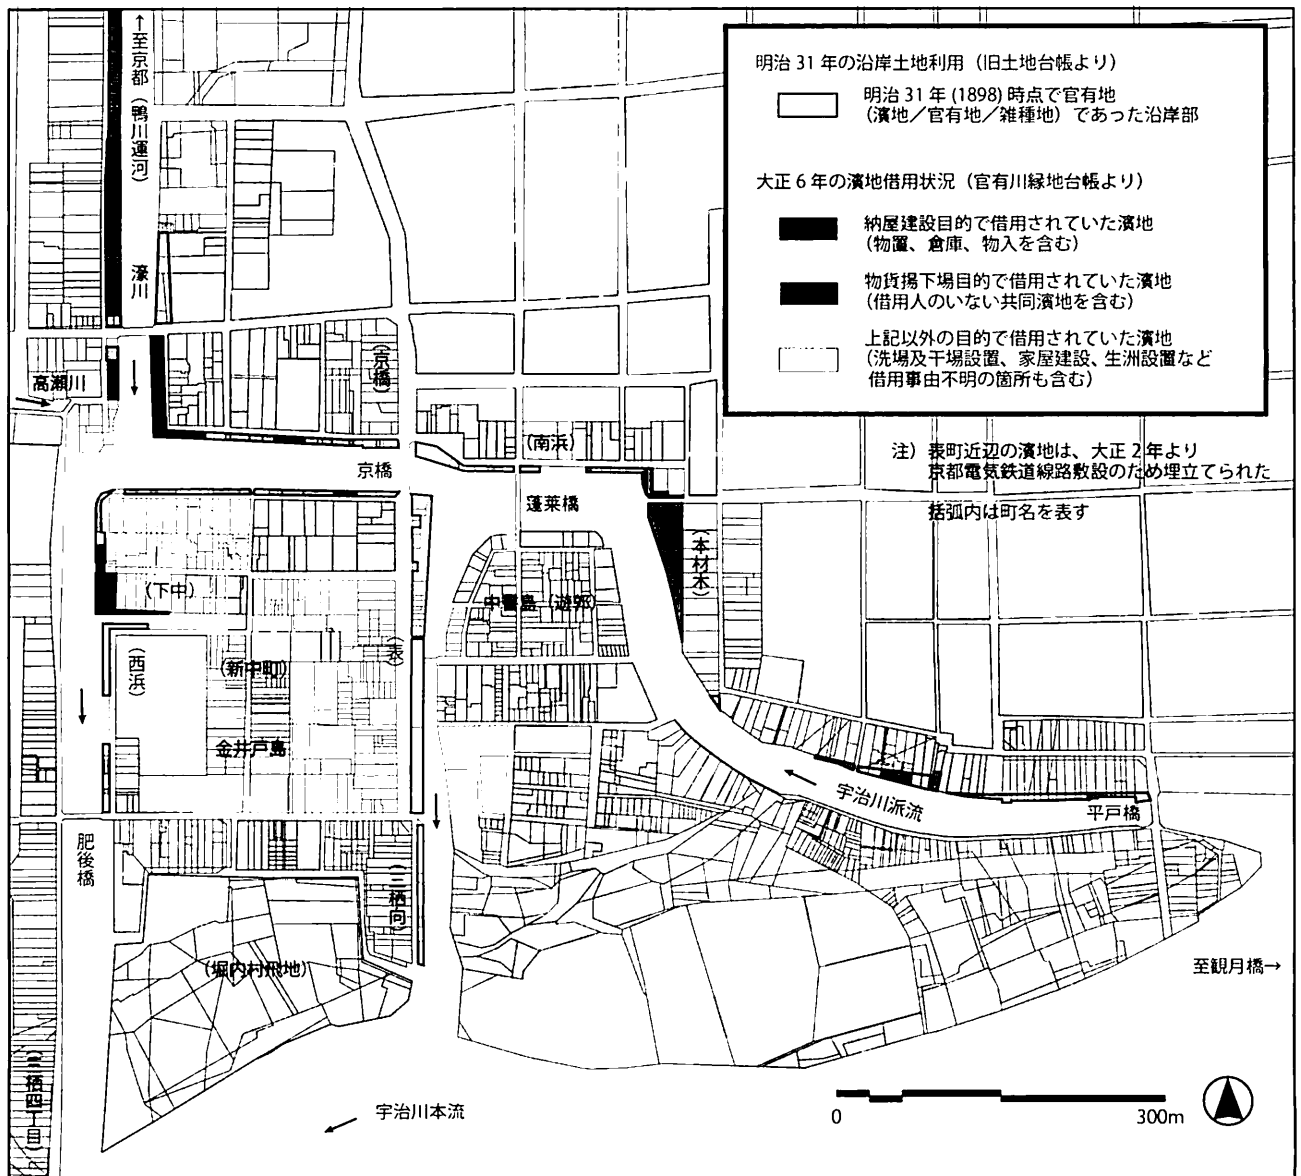 明治 31 年の沿岸土地利用（旧土地台帳より）
明治 31 年 (1898) 時点で官有地
（濱地／官有地／雑種地）であった沿岸部
大正 6 年の濱地借用状況（官有川縁地台帳より）
納屋建設目的で借用されていた濱地
（物置、倉庫、物入を含む）
物貨揚下場目的で借用されていた濱地
（借用人のいない共同濱地を含む）
上記以外の目的で借用されていた濱地
（洗場及干場設置、家屋建設、生洲設置など
借用事由不明の箇所も含む）
注）表町近辺の濱地は、大正 2 年より
京都電気鉄道線路敷設のため埋立てられた
括弧内は町名を表す
←至京都（鴨川運河）
濠川
高瀬川
（京橋）
京橋
（南浜）
蓬莱橋
（本材木）
（下中）
中書島（遊郭）
（西浜）
（新中町）
（表）
金井戸島
宇治川派流
平戸橋
肥後橋
（三栖向）
（堀内村飛地）
至観月橋→
（三栖四丁目）
宇治川本流
0
300m